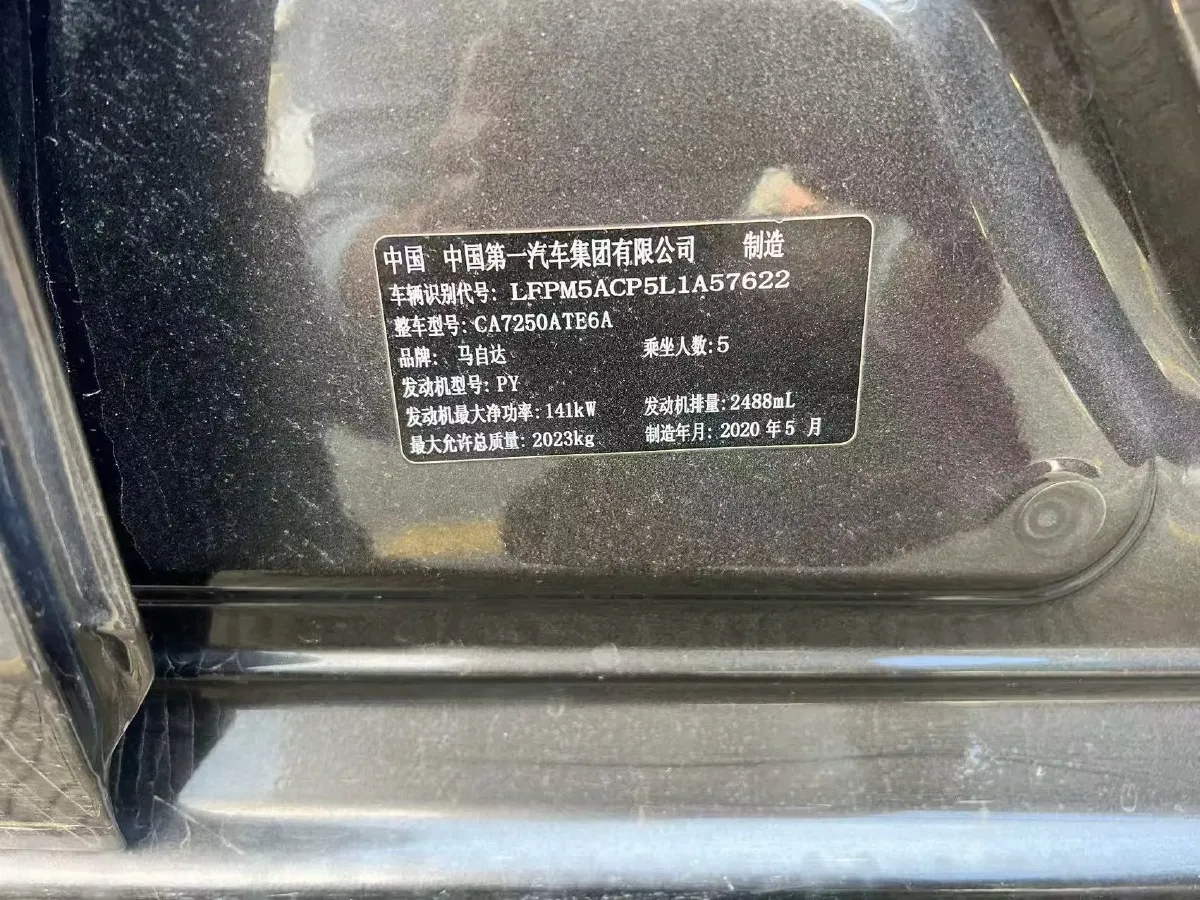 中国 中国第一汽车集团有限公司 制造
车辆识别代号: LFPM5ACP5L1A57622
整车型号: CA7250ATE6A
品牌: 马自达 乘坐人数: 5
发动机型号: PY
发动机最大净功率: 141kW 发动机排量: 2488mL
最大允许总质量: 2023kg 制造年月: 2020 年 5 月